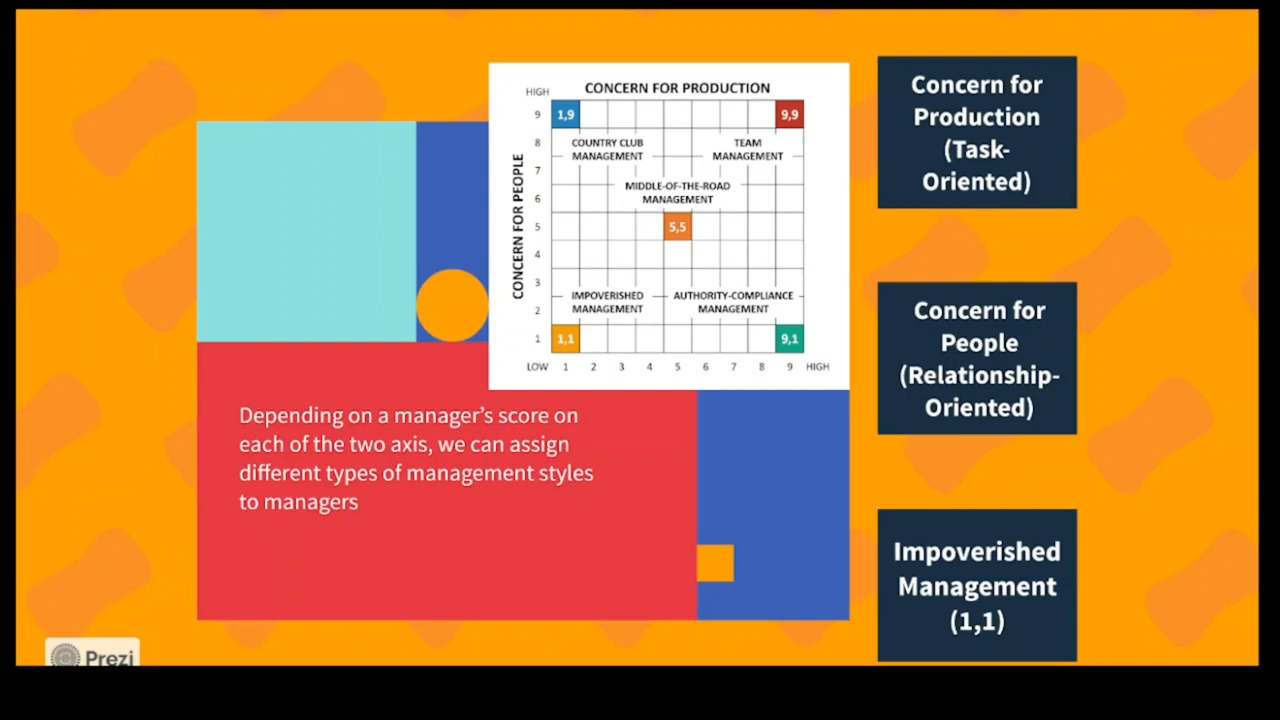 CONCERN FOR PRODUCTION
HIGH
CONCERN FOR PEOPLE
9
8
7
6
5
4
3
2
1
1,9
9,9
COUNTRY CLUB
MANAGEMENT
TEAM
MANAGEMENT
MIDDLE-OF-THE-ROAD
MANAGEMENT
5,5
IMPOVERISHED
MANAGEMENT
AUTHORITY-COMPLIANCE
MANAGEMENT
1,1
9,1
LOW 1 2 3 4 5 6 7 8 9 HIGH
Depending on a manager’s score on
each of the two axis, we can assign
different types of management styles
to managers
Concern for
Production
(Task-
Oriented)
Concern for
People
(Relationship-
Oriented)
Impoverished
Management
(1,1)
Prezi